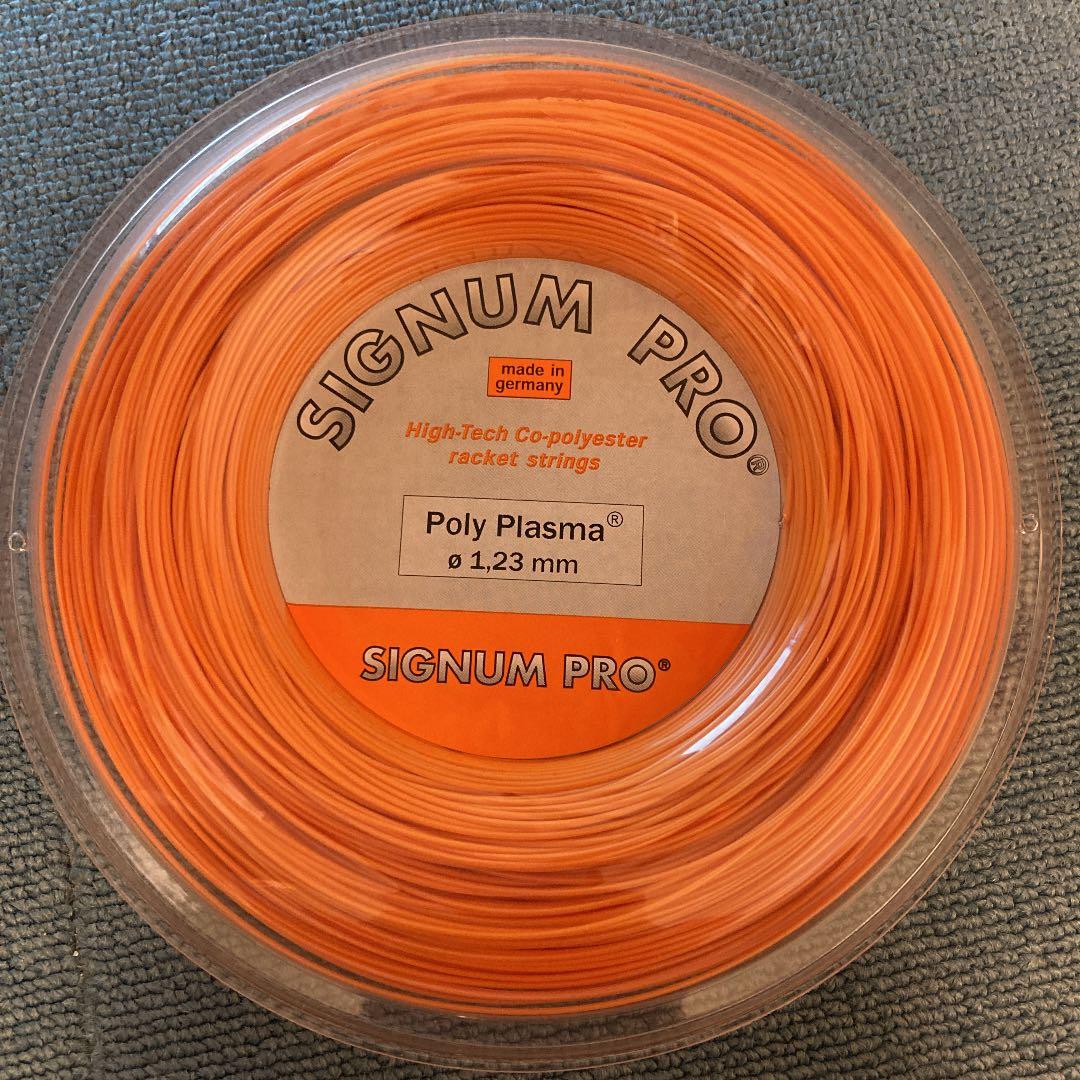 SIGNUM PRO®
made in
germany
High-Tech Co-polyester
racket strings
Poly Plasma®
ø 1,23 mm
SIGNUM PRO®